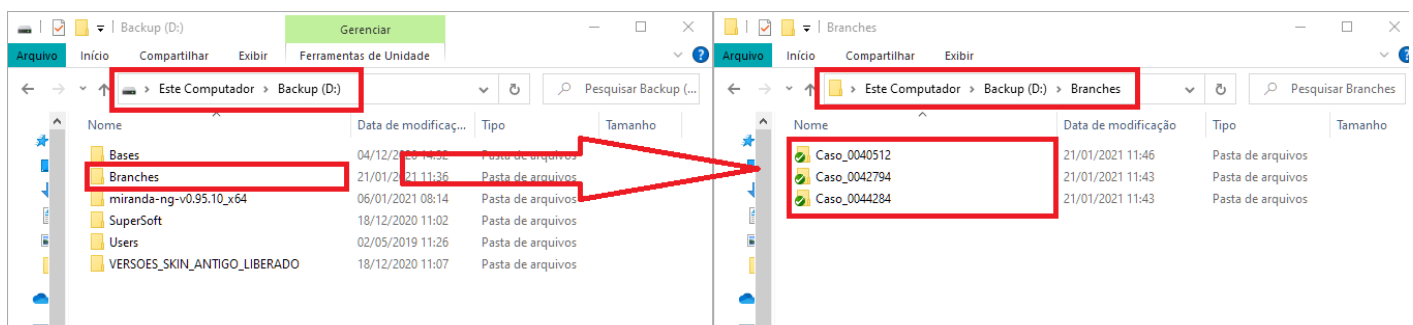 Backup (D:)
Gerenciar
Arquivo Início Compartilhar Exibir Ferramentas de Unidade
Este Computador > Backup (D:)
Pesquisar Backup (...
Nome Data de modificaç... Tipo Tamanho
Bases 04/12/2020 14:32 Pasta de arquivos
Branches 21/01/2021 11:36 Pasta de arquivos
miranda-ng-v0.95.10_x64 06/01/2021 08:14 Pasta de arquivos
SuperSoft 18/12/2020 11:02 Pasta de arquivos
Users 02/05/2019 11:26 Pasta de arquivos
VERSOES_SKIN_ANTIGO_LIBERADO 18/12/2020 11:07 Pasta de arquivos
Branches
Arquivo Início Compartilhar Exibir
Este Computador > Backup (D:) > Branches
Pesquisar Branches
Nome Data de modificação Tipo Tamanho
Caso_0040512 21/01/2021 11:46 Pasta de arquivos
Caso_0042794 21/01/2021 11:43 Pasta de arquivos
Caso_0044284 21/01/2021 11:43 Pasta de arquivos